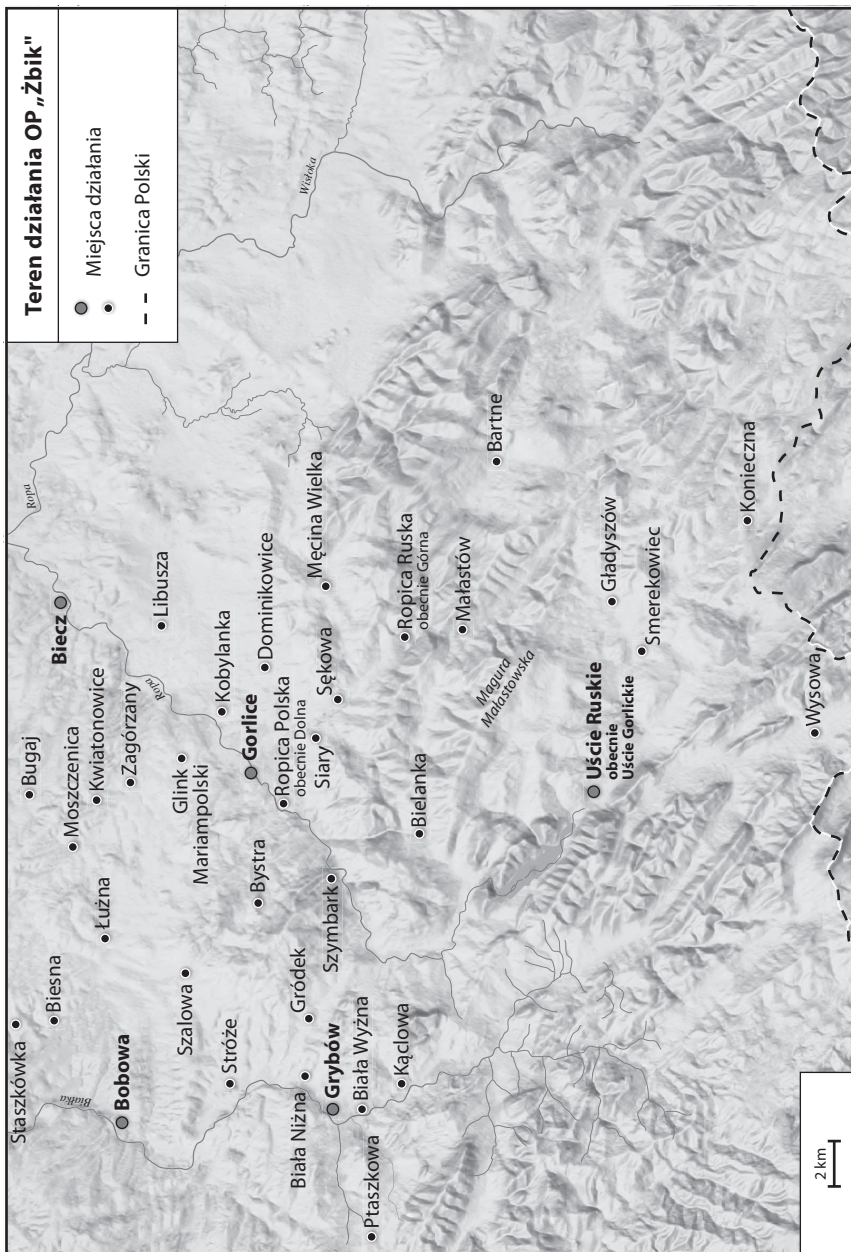 Teren działania OP „Żbik"
Miejsca działania
Granica Polski
Staszkówka
Biesna
Bugaj
Moszczenica
Kwiatonowice
Zagórzany
Biecz
Ropa
Wisłoka
Białka
Bobowa
Łużna
Szalowa
Stróże
Glink
Mariampolski
Ropa
Libusza
Kobylanka
Gorlice
Dominikowice
Bystra
Ropica Polska
obecnie Dolna
Siary
Sękowa
Męcina Wielka
Biała Niżna
Gródek
Grybów
Szymbark
Biała Wyżna
Kąclowa
Ptaszkowa
Bielanka
Ropica Ruska
obecnie Górna
Małastów
Bartne
Magura
Małastowska
Uście Ruskie
obecnie
Uście Gorlickie
Gładyszów
Smerekowiec
Konieczna
Wysowa
2 km